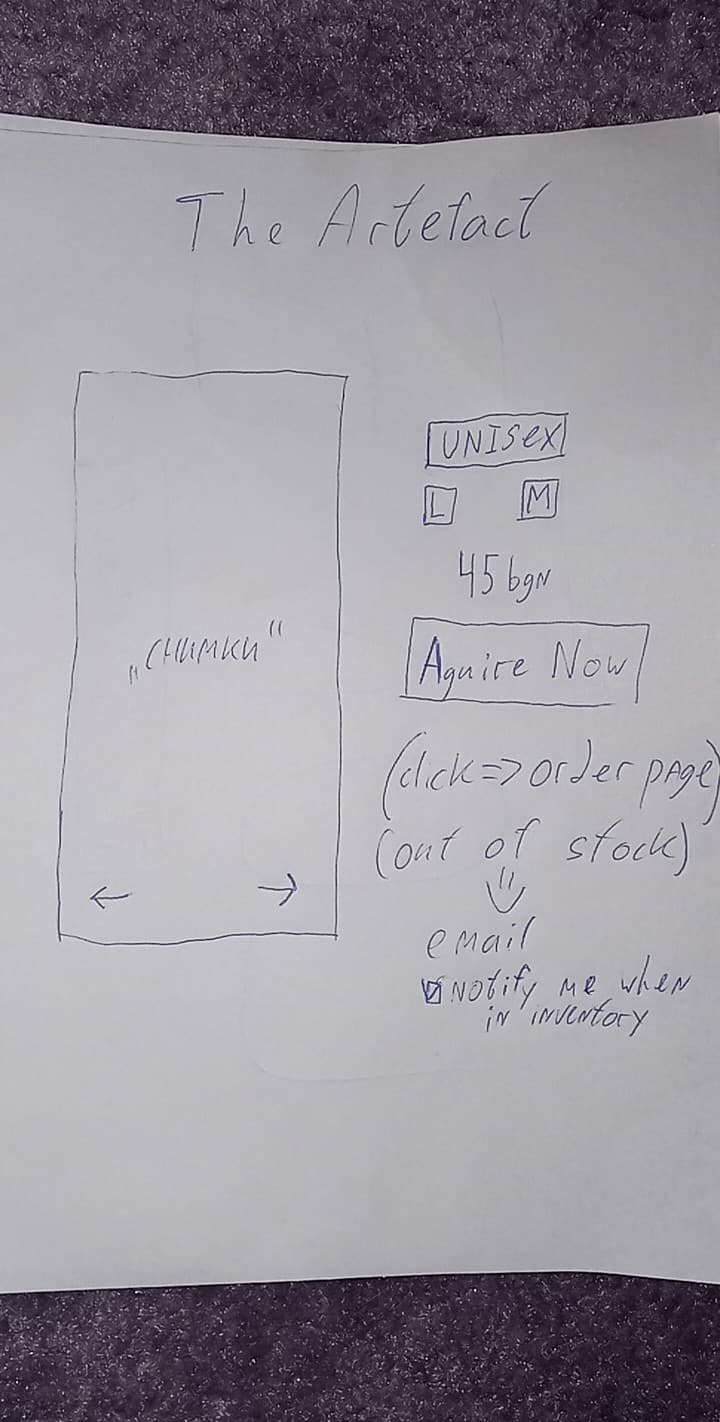 The Artefact
UNISex
L M
45 bgn
Aquire Now
(click => order page)
(out of stock)
email
Notify me when
in inventory
„СНИМКИ"
← →